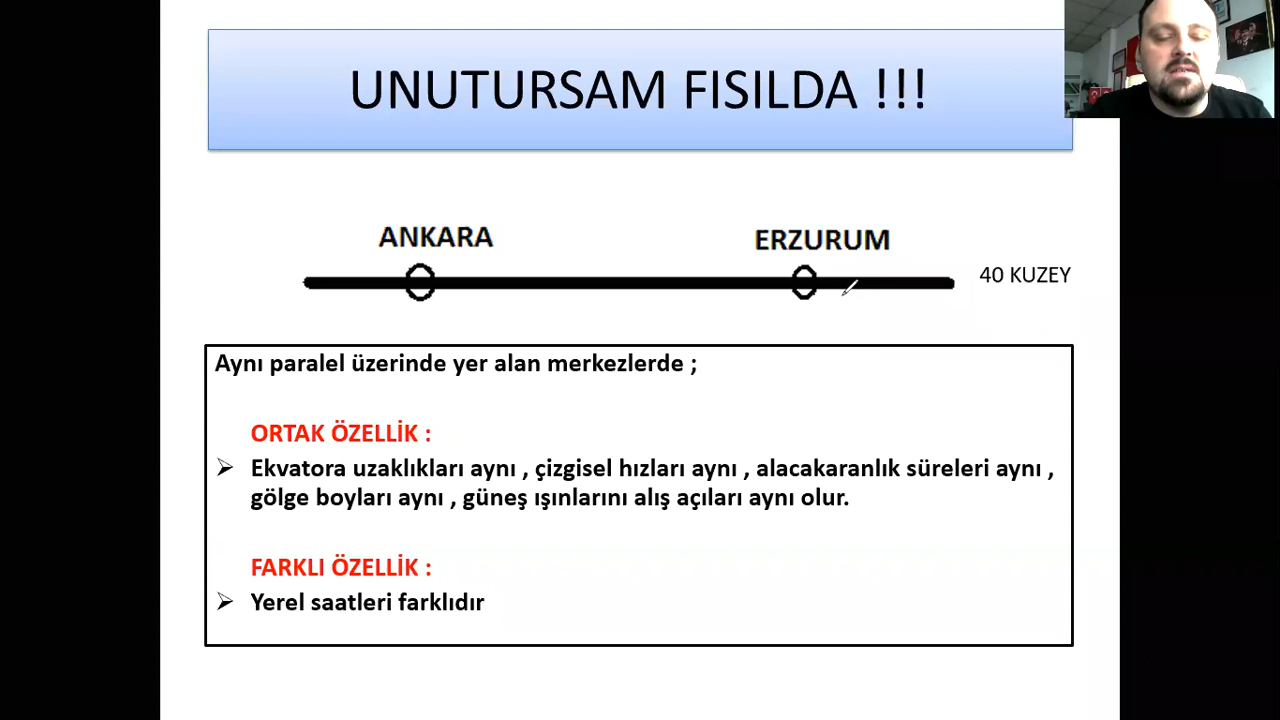 UNUTURSAM FISILDA !!!
ANKARA
ERZURUM
40 KUZEY
Aynı paralel üzerinde yer alan merkezlerde ;
ORTAK ÖZELLİK :
Ekvatora uzaklıkları aynı , çizgisel hızları aynı , alacakaranlık süreleri aynı ,
gölge boyları aynı , güneş ışınlarını alış açıları aynı olur.
FARKLI ÖZELLİK :
Yerel saatleri farklıdır